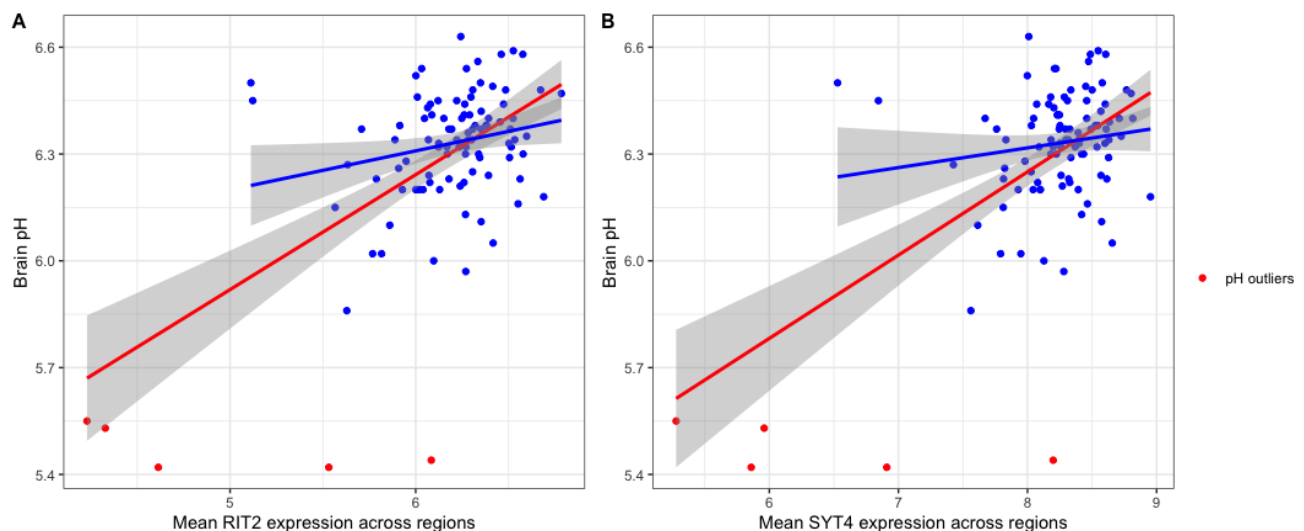 A
B
6.6
6.3
6.0
5.7
5.4
Brain pH
5
6
Mean RIT2 expression across regions
6.6
6.3
6.0
5.7
5.4
Brain pH
6
7
8
9
Mean SYT4 expression across regions
pH outliers